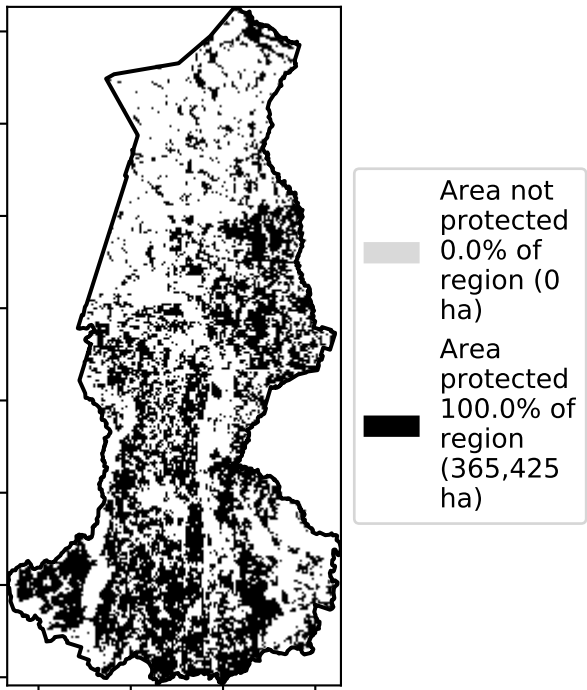 Area not
protected
0.0% of
region (0
ha)
Area
protected
100.0% of
region
(365,425
ha)